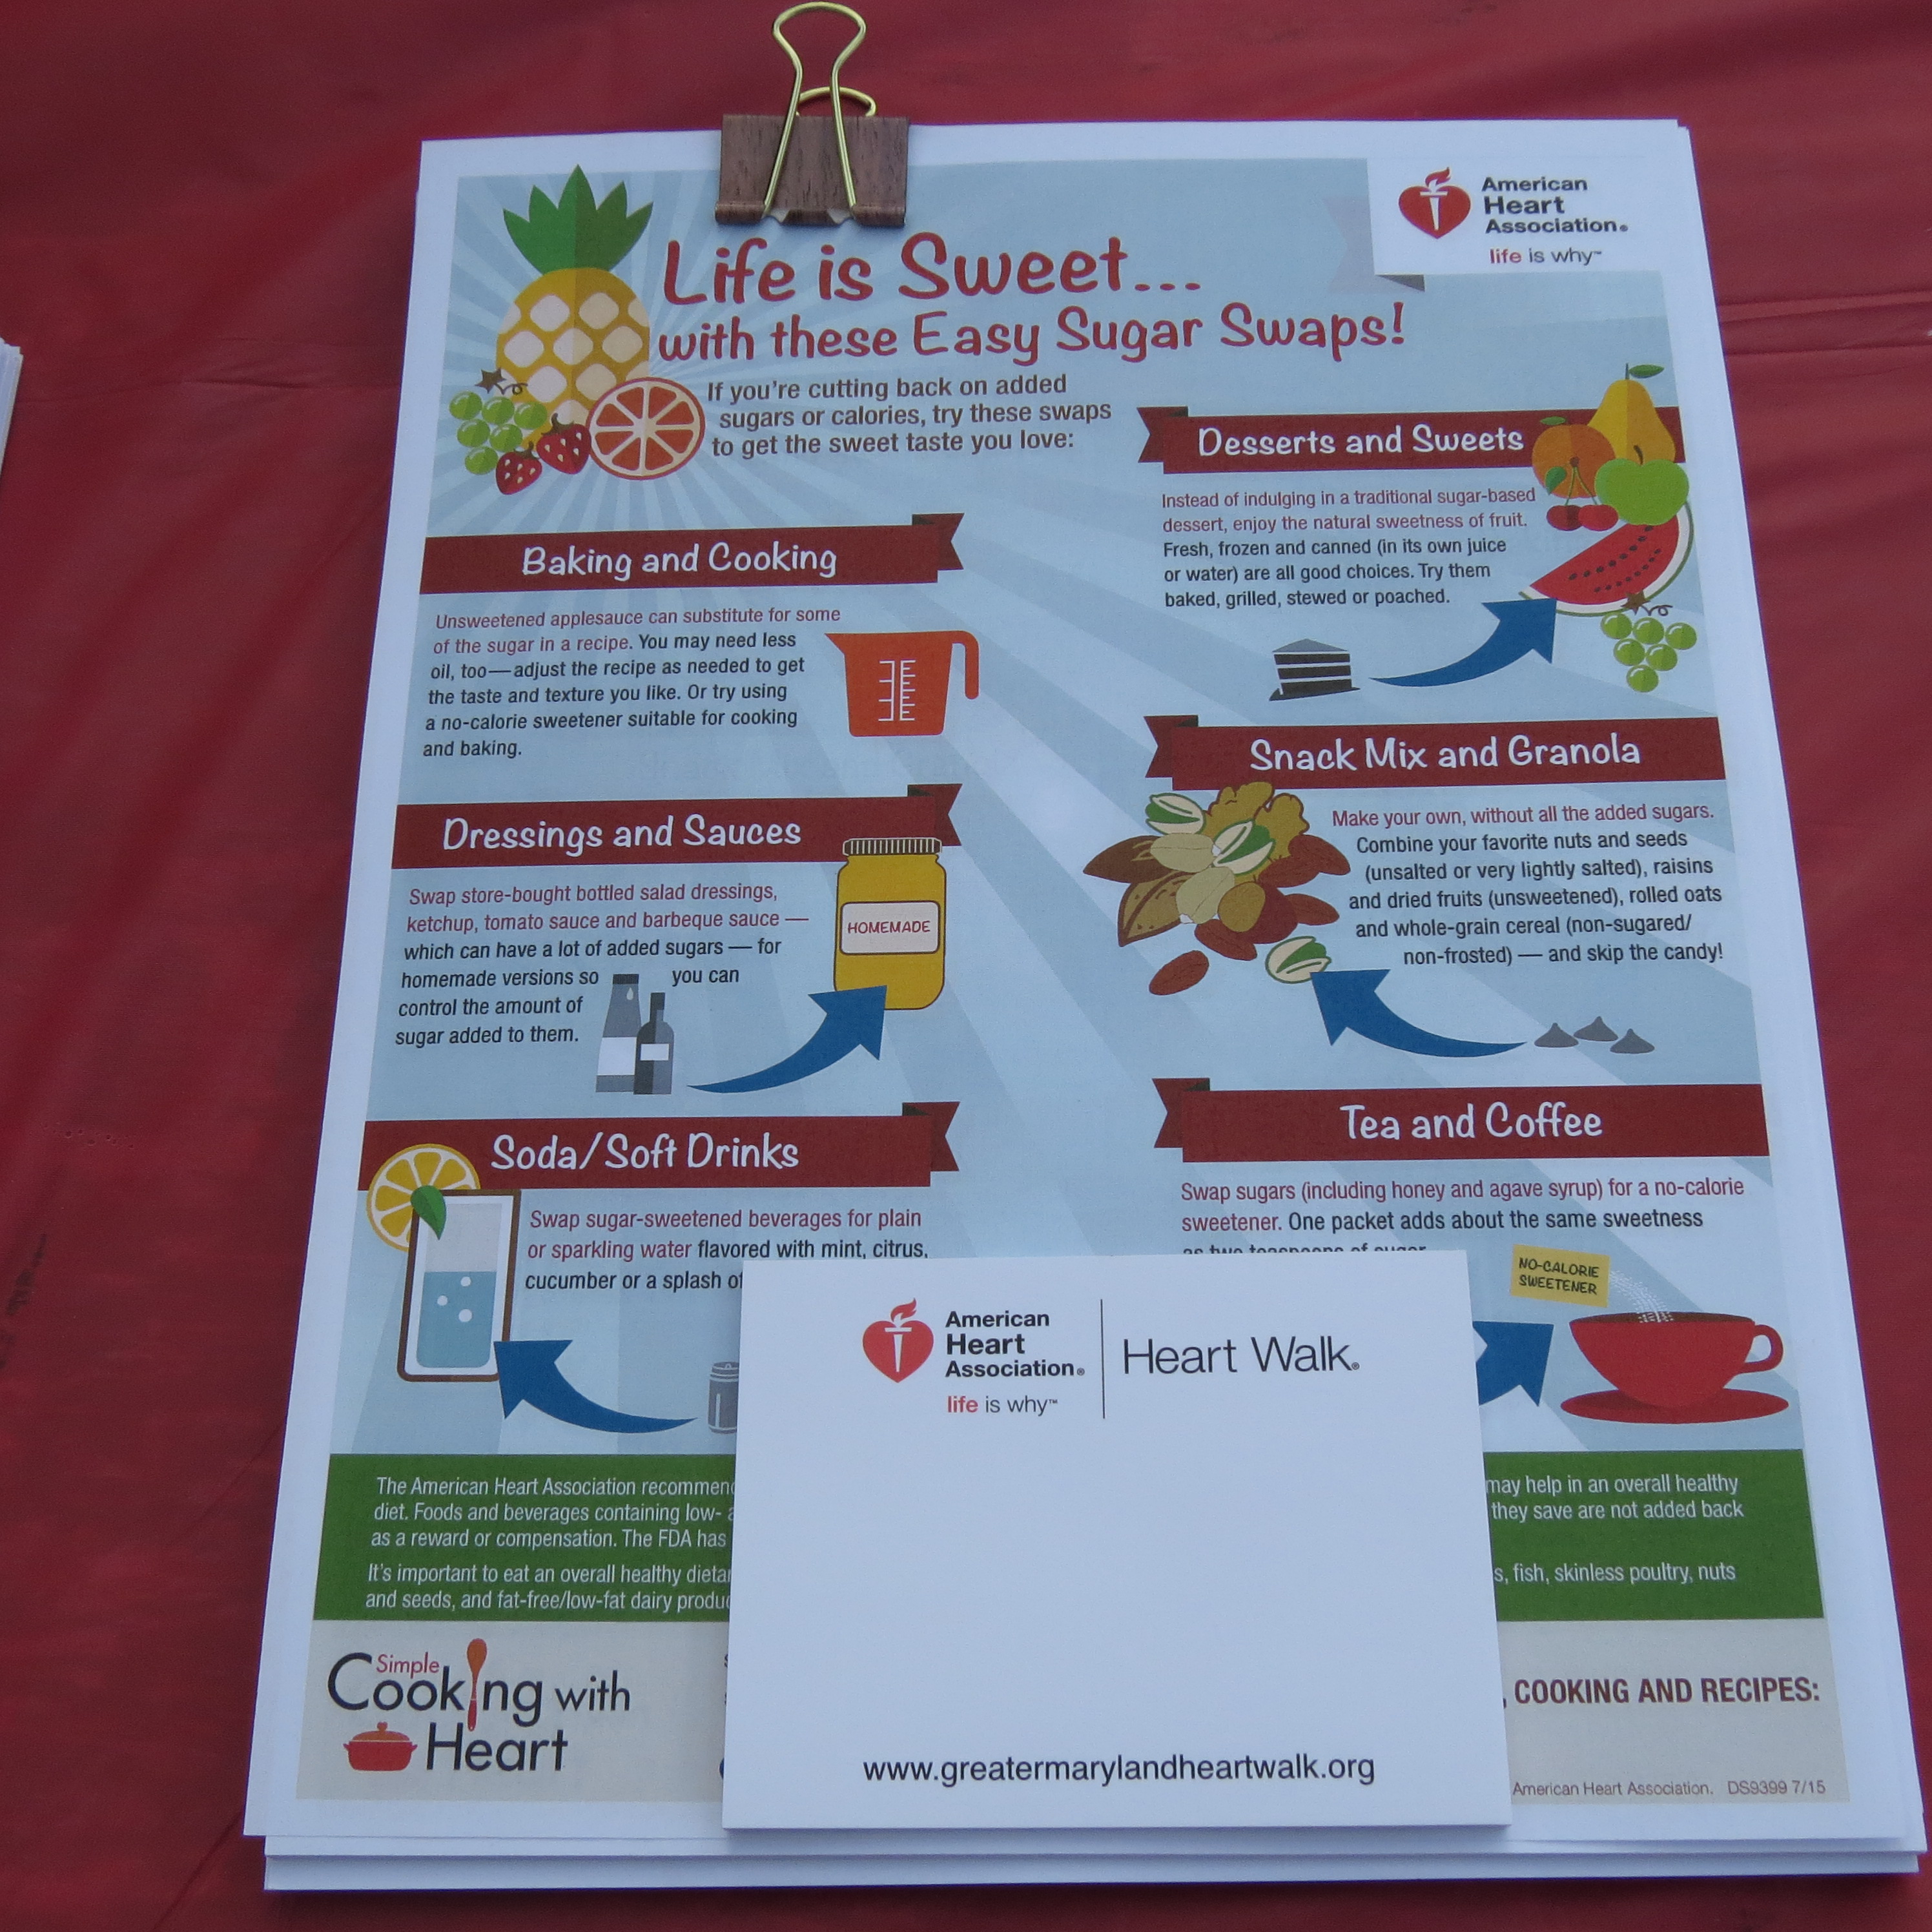 American
Heart
Association®
life is why™
Life is Sweet...
with these Easy Sugar Swaps!
If you're cutting back on added
sugars or calories, try these swaps
to get the sweet taste you love:
Baking and Cooking
Unsweetened applesauce can substitute for some
of the sugar in a recipe. You may need less
oil, too—adjust the recipe as needed to get
the taste and texture you like. Or try using
a no-calorie sweetener suitable for cooking
and baking.
Dressings and Sauces
Swap store-bought bottled salad dressings,
ketchup, tomato sauce and barbeque sauce —
which can have a lot of added sugars — for
homemade versions so you can
control the amount of
sugar added to them.
HOMEMADE
Soda/Soft Drinks
Swap sugar-sweetened beverages for plain
or sparkling water flavored with mint, citrus,
cucumber or a splash of
Desserts and Sweets
Instead of indulging in a traditional sugar-based
dessert, enjoy the natural sweetness of fruit.
Fresh, frozen and canned (in its own juice
or water) are all good choices. Try them
baked, grilled, stewed or poached.
Snack Mix and Granola
Make your own, without all the added sugars.
Combine your favorite nuts and seeds
(unsalted or very lightly salted), raisins
and dried fruits (unsweetened), rolled oats
and whole-grain cereal (non-sugared/
non-frosted) — and skip the candy!
Tea and Coffee
Swap sugars (including honey and agave syrup) for a no-calorie
sweetener. One packet adds about the same sweetness
as two teaspoons of sugar.
NO-CALORIE
SWEETENER
American
Heart
Association®
life is why™
Heart Walk®
www.greatermarylandheartwalk.org
The American Heart Association
may help in an overall healthy
diet. Foods and beverages containing low-
they save are not added back
as a reward or compensation. The FDA has
It's important to eat an overall healthy
fish, skinless poultry, nuts
and seeds, and fat-free/low-fat dairy
Simple
Cooking with
Heart
, COOKING AND RECIPES:
American Heart Association. DS9399 7/15